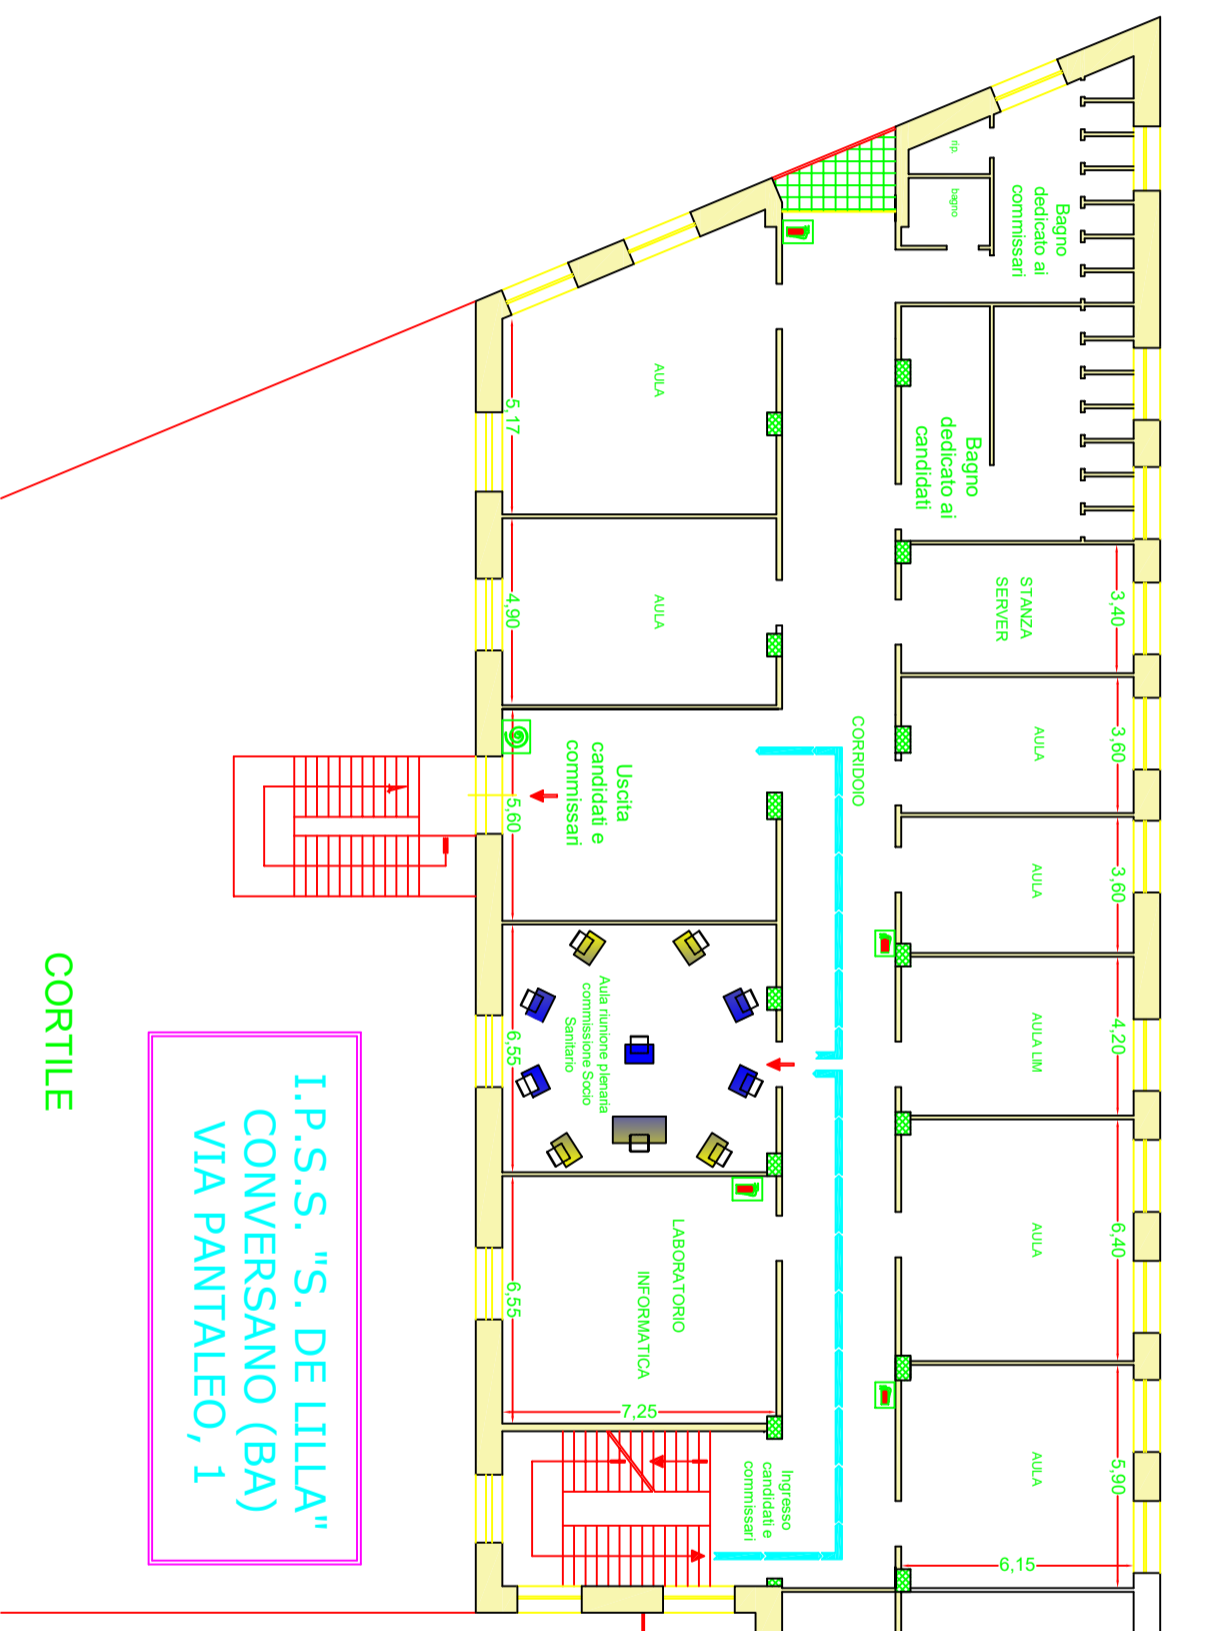 rip.
bagno
Bagno
dedicato ai
commissari
Bagno
dedicato ai
candidati
STANZA
SERVER
3,40
AULA
3,60
AULA
3,60
AULA LIM
4,20
AULA
6,40
AULA
5,90
6,15
CORRIDOIO
AULA
5,17
AULA
4,90
Uscita
candidati e
commissari
5,60
Aula riunione plenaria
commissione Socio
Sanitario
6,55
LABORATORIO
INFORMATICA
6,55
7,25
Ingresso
candidati e
commissari
I.P.S.S. "S. DE LILLA"
CONVERSANO (BA)
VIA PANTALEO, 1
CORTILE